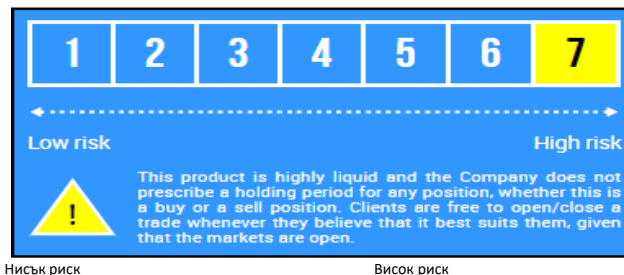 1 2 3 4 5 6 7
Low risk High risk
This product is highly liquid and the Company does not
prescribe a holding period for any position, whether this is
! a buy or a sell position. Clients are free to open/close a
trade whenever they believe that it best suits them, given
that the markets are open.
Нисък риск Висок риск